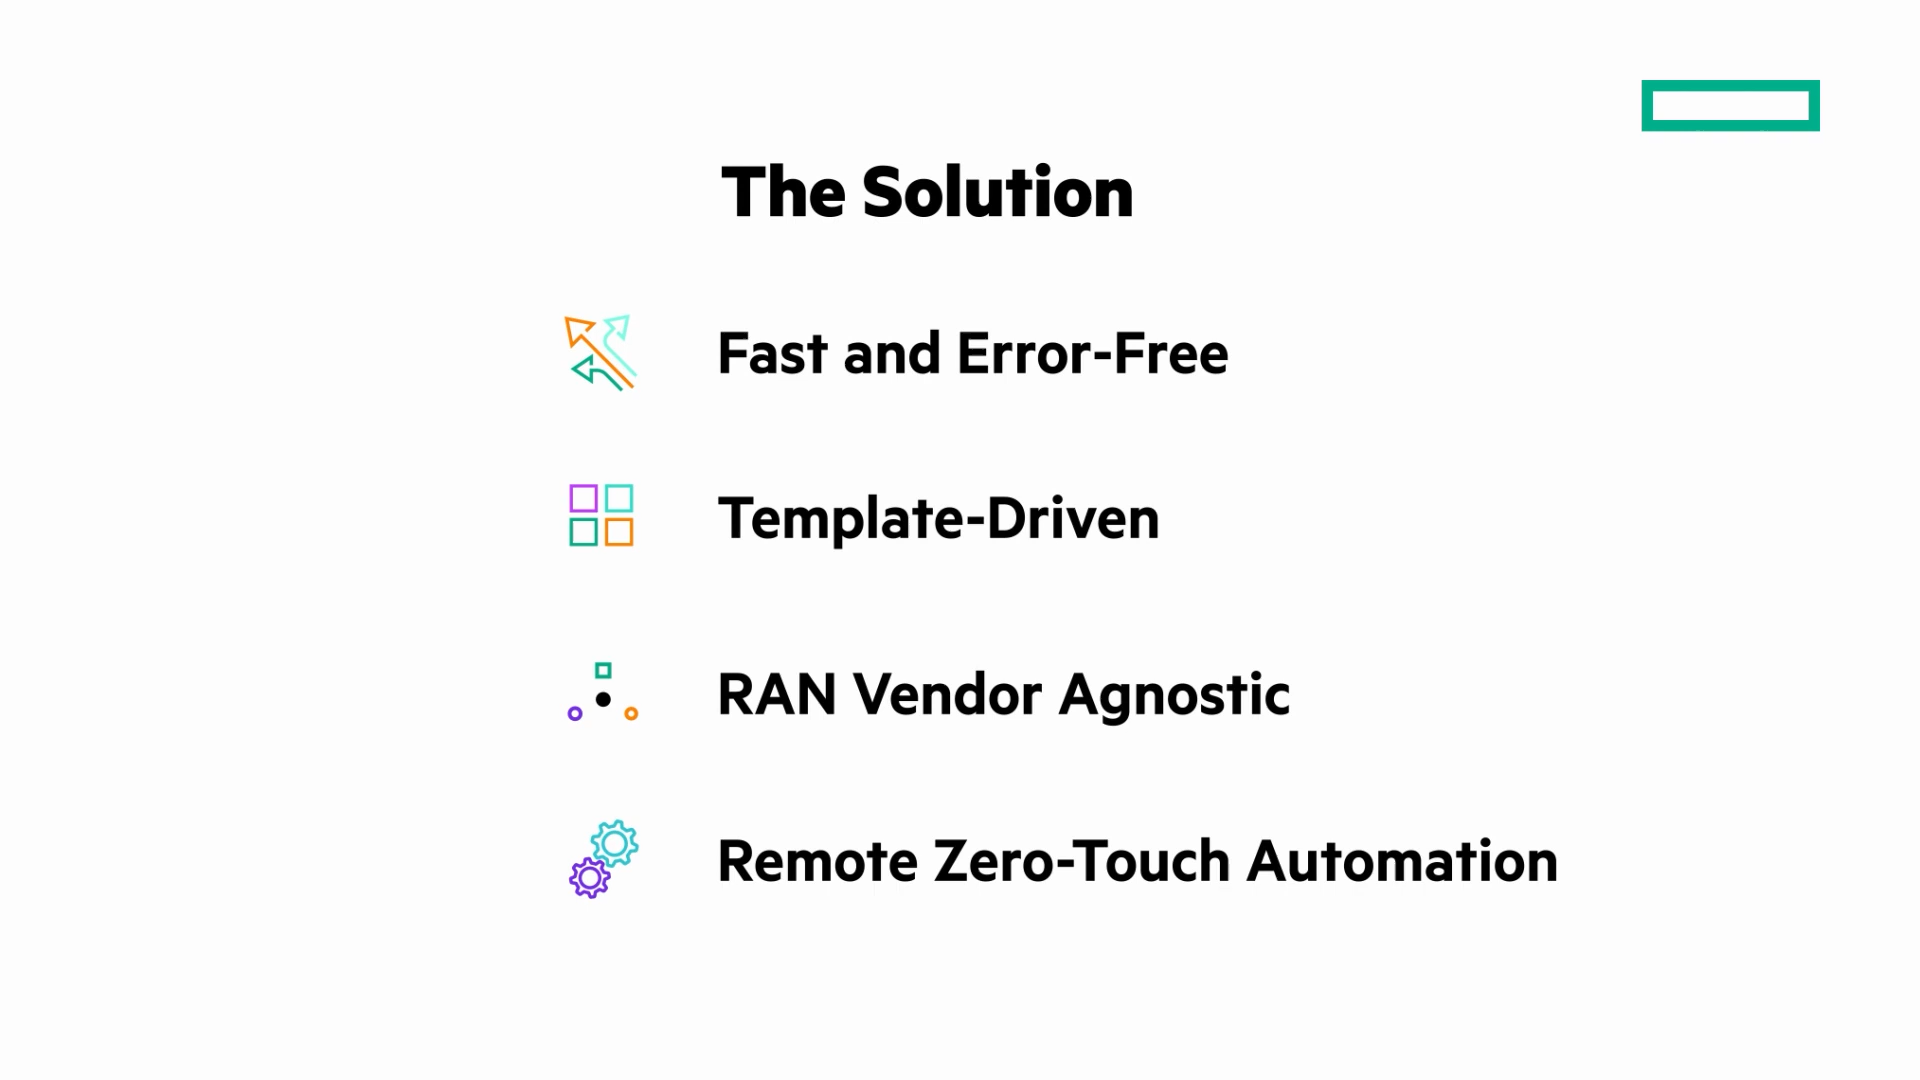 The Solution
Fast and Error-Free
Template-Driven
RAN Vendor Agnostic
Remote Zero-Touch Automation